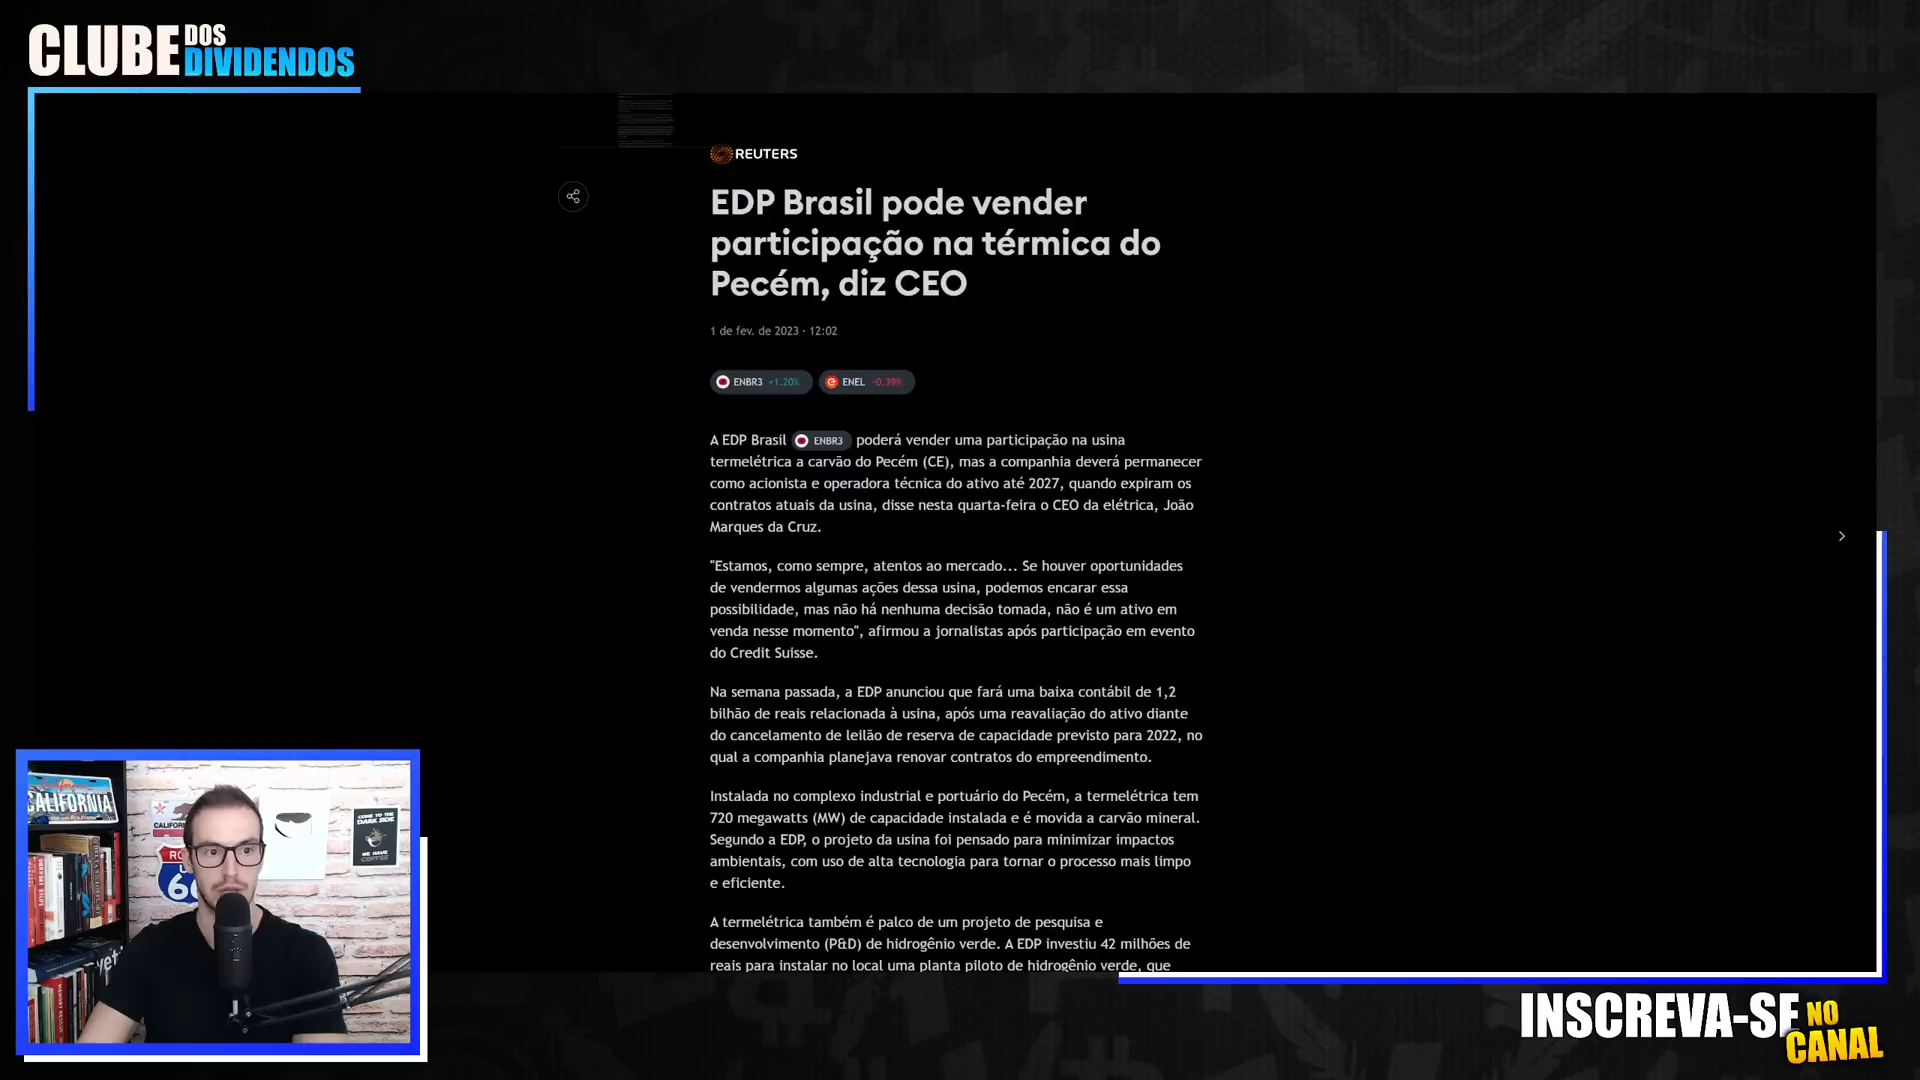 CLUBE DOS
DIVIDENDOS
REUTERS
EDP Brasil pode vender
participação na térmica do
Pecém, diz CEO
1 de fev. de 2023 · 12:02
ENBR3 +1.20% ENEL -0.39%
A EDP Brasil ENBR3 poderá vender uma participação na usina
termelétrica a carvão do Pecém (CE), mas a companhia deverá permanecer
como acionista e operadora técnica do ativo até 2027, quando expiram os
contratos atuais da usina, disse nesta quarta-feira o CEO da elétrica, João
Marques da Cruz.
"Estamos, como sempre, atentos ao mercado... Se houver oportunidades
de vendermos algumas ações dessa usina, podemos encarar essa
possibilidade, mas não há nenhuma decisão tomada, não é um ativo em
venda nesse momento", afirmou a jornalistas após participação em evento
do Credit Suisse.
Na semana passada, a EDP anunciou que fará uma baixa contábil de 1,2
bilhão de reais relacionada à usina, após uma reavaliação do ativo diante
do cancelamento de leilão de reserva de capacidade previsto para 2022, no
qual a companhia planejava renovar contratos do empreendimento.
Instalada no complexo industrial e portuário do Pecém, a termelétrica tem
720 megawatts (MW) de capacidade instalada e é movida a carvão mineral.
Segundo a EDP, o projeto da usina foi pensado para minimizar impactos
ambientais, com uso de alta tecnologia para tornar o processo mais limpo
e eficiente.
A termelétrica também é palco de um projeto de pesquisa e
desenvolvimento (P&D) de hidrogênio verde. A EDP investiu 42 milhões de
reais para instalar no local uma planta piloto de hidrogênio verde, que
CALIFORNIA
COME TO THE
DARK SIDE
WE HAVE
COFFEE
INSCREVA-SE NO
CANAL